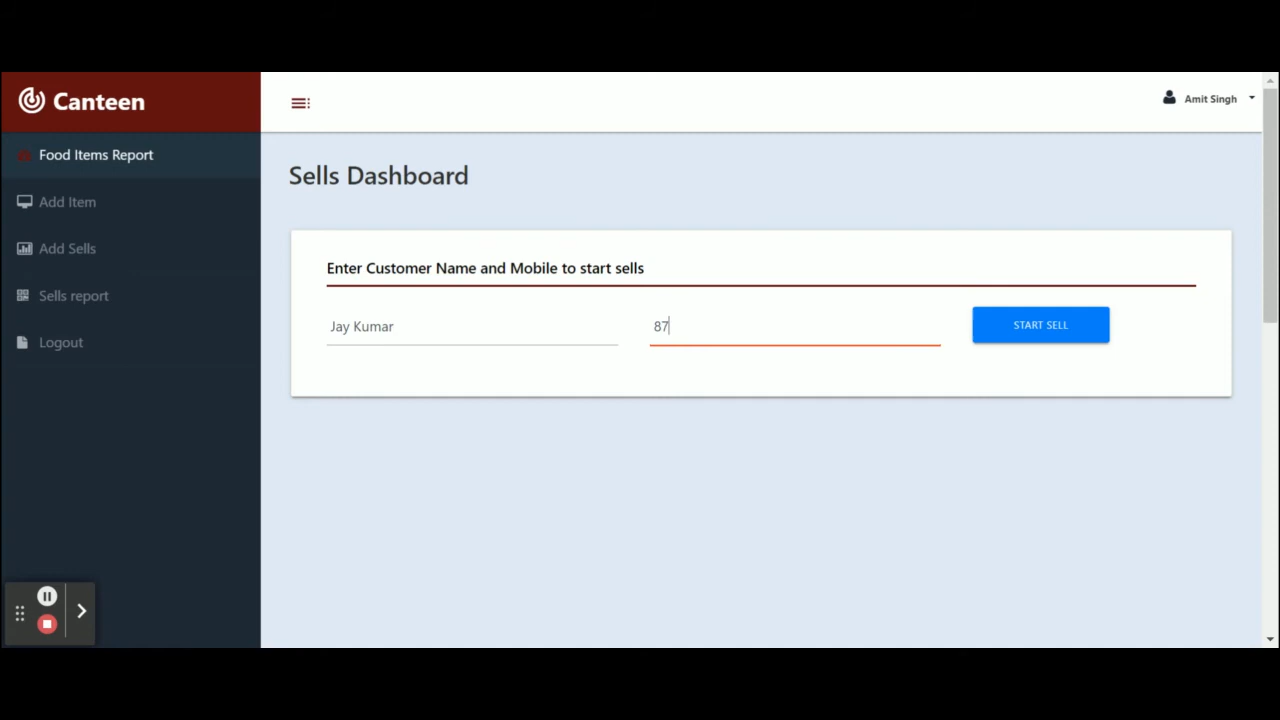 Canteen
Amit Singh
Food Items Report
Add Item
Add Sells
Sells report
Logout
Sells Dashboard
Enter Customer Name and Mobile to start sells
Jay Kumar
87
START SELL